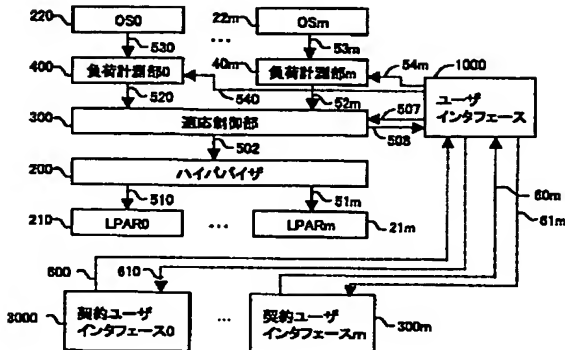 220 OS0 22m OSm
530 ... 53m 54m 1000
400 負荷計測部0 40m 負荷計測部m ユーザ
インタフェース
520 540 52m 507
300 適応制御部 508
502
200 ハイパバイザ
510 51m 60m
210 LPAR0 ... LPARm 21m 61m
600 610
3000 契約ユーザ
インタフェース0 ... 契約ユーザ
インタフェースm 300m